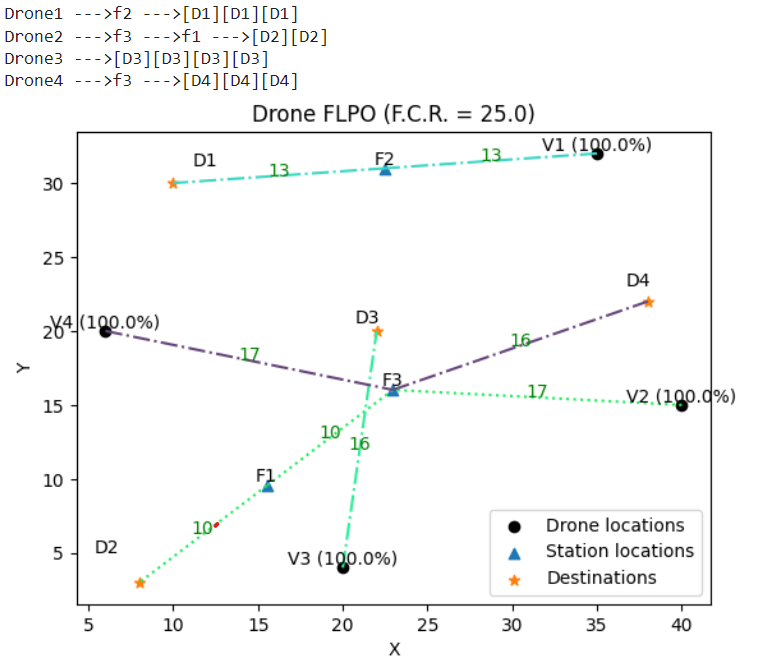 Drone1 --->f2 --->[D1][D1][D1]
Drone2 --->f3 --->f1 --->[D2][D2]
Drone3 --->[D3][D3][D3][D3]
Drone4 --->f3 --->[D4][D4][D4]
Drone FLPO (F.C.R. = 25.0)
V1 (100.0%)
D1
F2
13
13
30
25
D4
D3
V4 (100.0%)
20
16
17
F3
17
V2 (100.0%)
15
10
16
F1
10
10
D2
V3 (100.0%)
5
Drone locations
Station locations
Destinations
5
10
15
20
25
30
35
40
X
Y